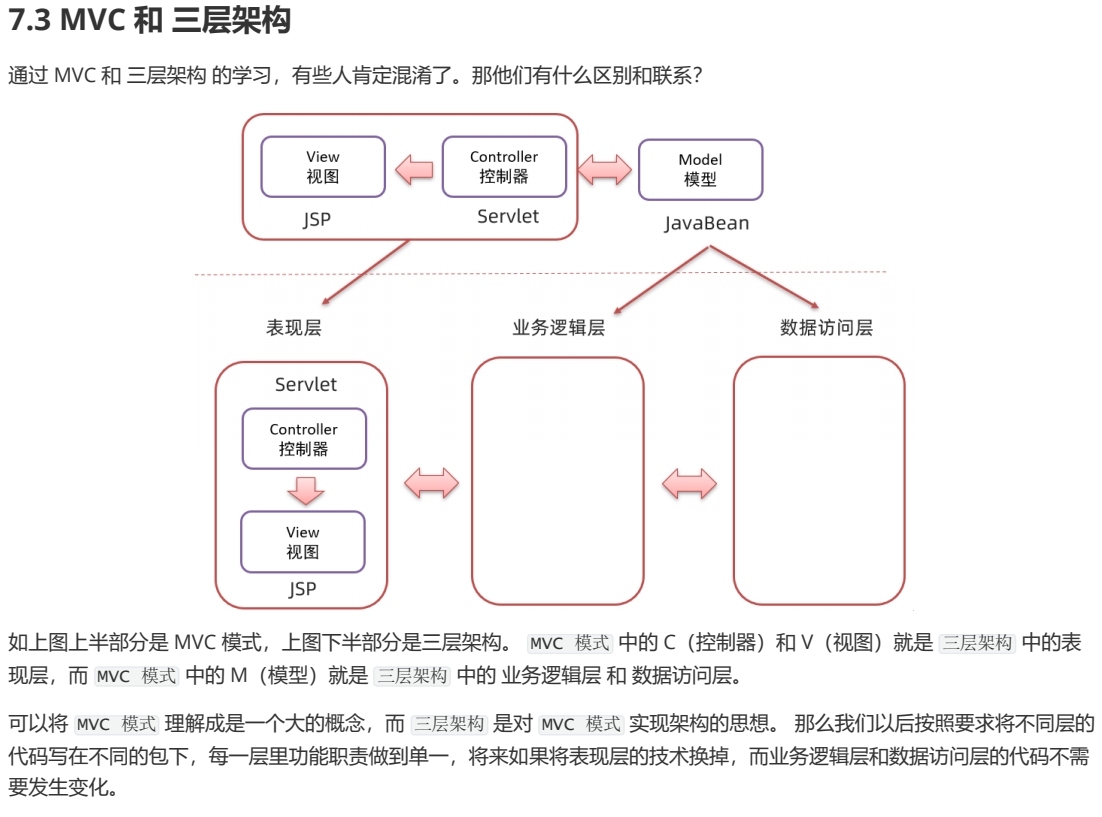 7.3 MVC 和 三层架构
通过 MVC 和 三层架构 的学习，有些人肯定混淆了。那他们有什么区别和联系？
View
视图
Controller
控制器
Model
模型
JSP
Servlet
JavaBean
表现层
业务逻辑层
数据访问层
Servlet
Controller
控制器
View
视图
JSP
如上图上半部分是 MVC 模式，上图下半部分是三层架构。 MVC 模式 中的 C（控制器）和 V（视图）就是 三层架构 中的表
现层，而 MVC 模式 中的 M（模型）就是 三层架构 中的 业务逻辑层 和 数据访问层。
可以将 MVC 模式 理解成是一个大的概念，而 三层架构 是对 MVC 模式 实现架构的思想。 那么我们以后按照要求将不同层的
代码写在不同的包下，每一层里功能职责做到单一，将来如果将表现层的技术换掉，而业务逻辑层和数据访问层的代码不需
要发生变化。